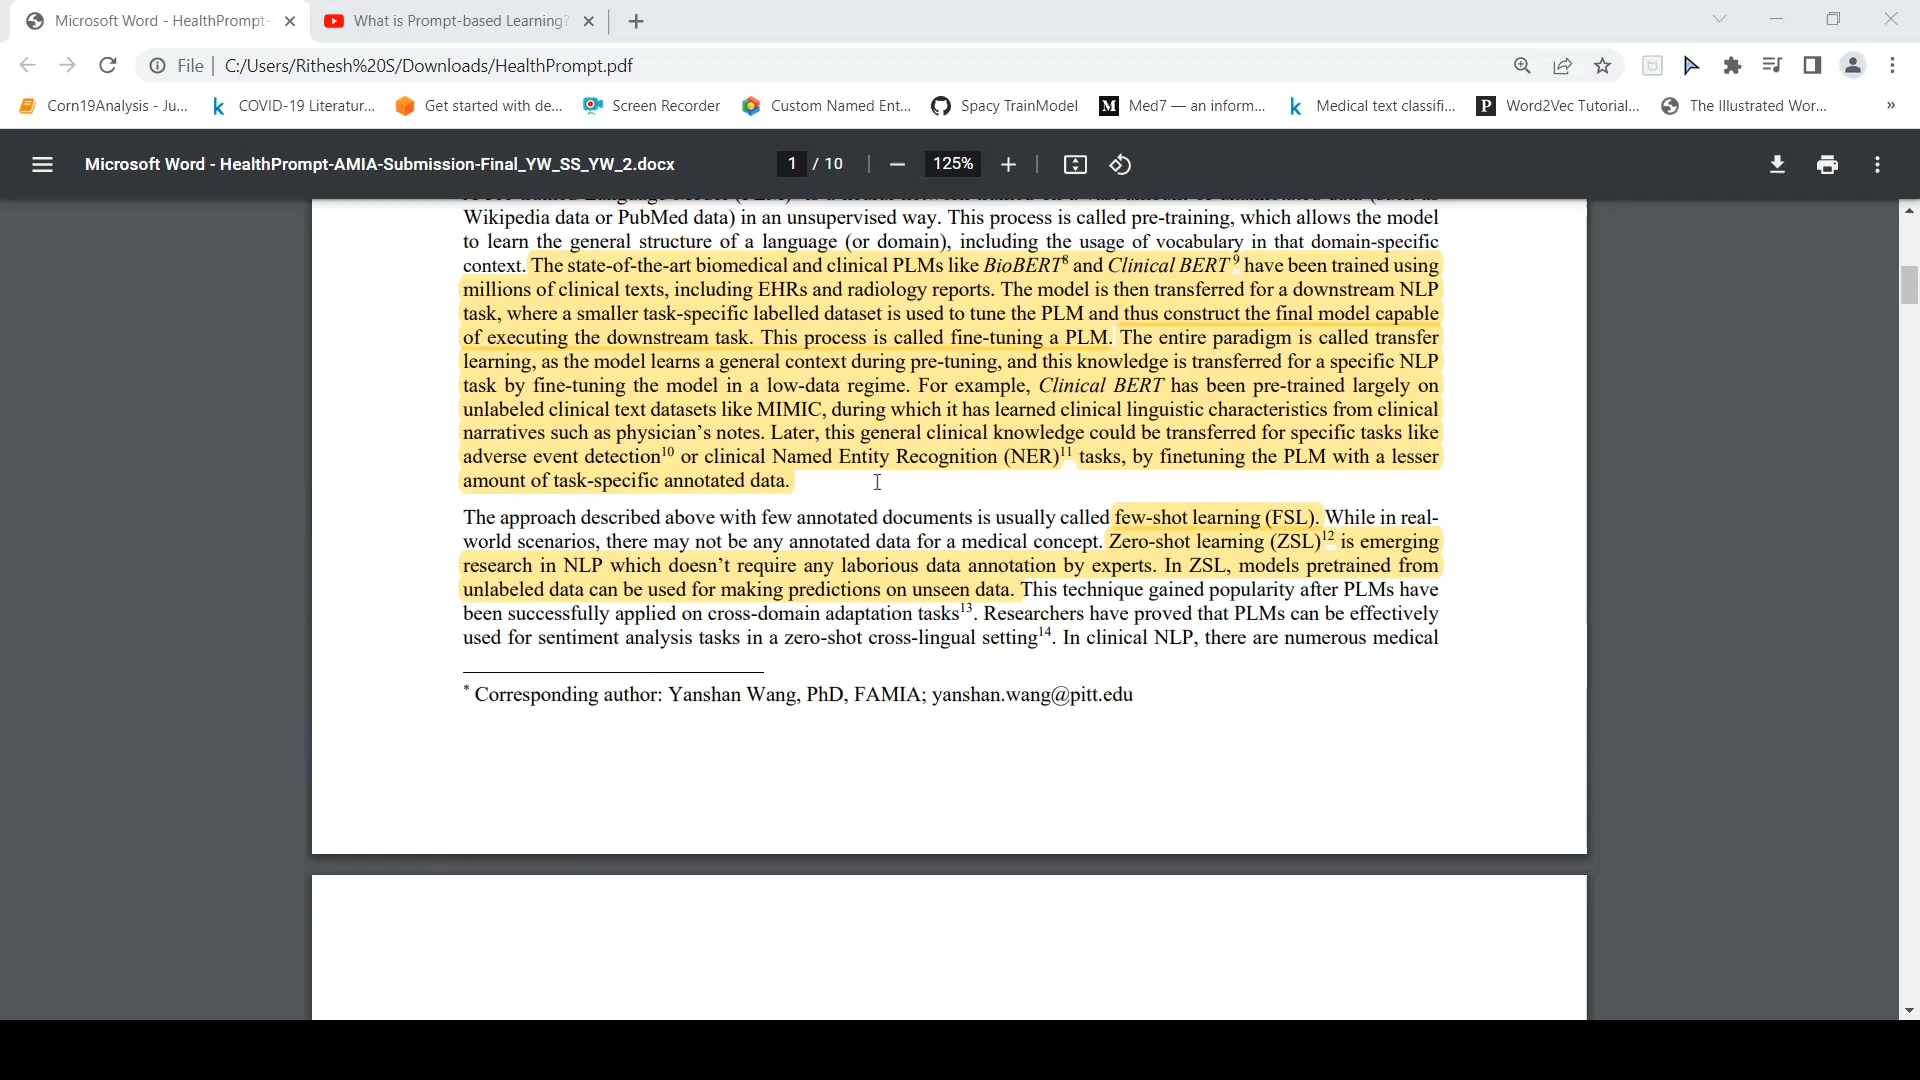 Microsoft Word - HealthPrompt-
What is Prompt-based Learning?
File
C:/Users/Rithesh%20S/Downloads/HealthPrompt.pdf
Corn19Analysis - Ju...
COVID-19 Literatur...
Get started with de...
Screen Recorder
Custom Named Ent...
Spacy TrainModel
Med7 — an inform...
Medical text classifi...
Word2Vec Tutorial...
The Illustrated Wor...
»
Microsoft Word - HealthPrompt-AMIA-Submission-Final_YW_SS_YW_2.docx
1 / 10
125%
Wikipedia data or PubMed data) in an unsupervised way. This process is called pre-training, which allows the model
to learn the general structure of a language (or domain), including the usage of vocabulary in that domain-specific
context. The state-of-the-art biomedical and clinical PLMs like BioBERT8 and Clinical BERT9 have been trained using
millions of clinical texts, including EHRs and radiology reports. The model is then transferred for a downstream NLP
task, where a smaller task-specific labelled dataset is used to tune the PLM and thus construct the final model capable
of executing the downstream task. This process is called fine-tuning a PLM. The entire paradigm is called transfer
learning, as the model learns a general context during pre-tuning, and this knowledge is transferred for a specific NLP
task by fine-tuning the model in a low-data regime. For example, Clinical BERT has been pre-trained largely on
unlabeled clinical text datasets like MIMIC, during which it has learned clinical linguistic characteristics from clinical
narratives such as physician's notes. Later, this general clinical knowledge could be transferred for specific tasks like
adverse event detection10 or clinical Named Entity Recognition (NER)11 tasks, by finetuning the PLM with a lesser
amount of task-specific annotated data.
The approach described above with few annotated documents is usually called few-shot learning (FSL). While in real-
world scenarios, there may not be any annotated data for a medical concept. Zero-shot learning (ZSL)12 is emerging
research in NLP which doesn't require any laborious data annotation by experts. In ZSL, models pretrained from
unlabeled data can be used for making predictions on unseen data. This technique gained popularity after PLMs have
been successfully applied on cross-domain adaptation tasks13. Researchers have proved that PLMs can be effectively
used for sentiment analysis tasks in a zero-shot cross-lingual setting14. In clinical NLP, there are numerous medical
* Corresponding author: Yanshan Wang, PhD, FAMIA; yanshan.wang@pitt.edu